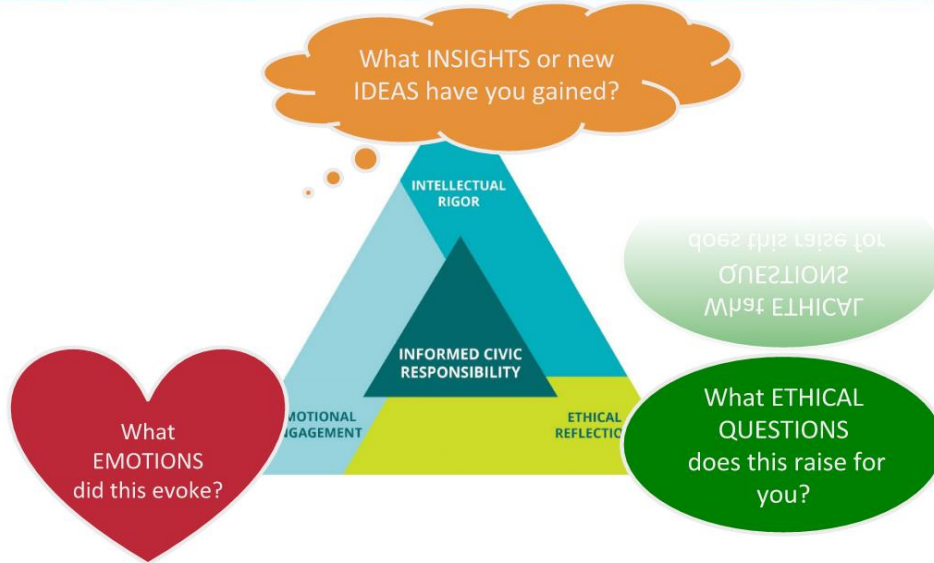 What INSIGHTS or new
IDEAS have you gained?
INTELLECTUAL
RIGOR
does this raise for
QUESTIONS
What ETHICAL
INFORMED CIVIC
RESPONSIBILITY
What
EMOTIONS
did this evoke?
MOTIONAL
NGAGEMENT
ETHICAL
REFLECTIO
What ETHICAL
QUESTIONS
does this raise for
you?